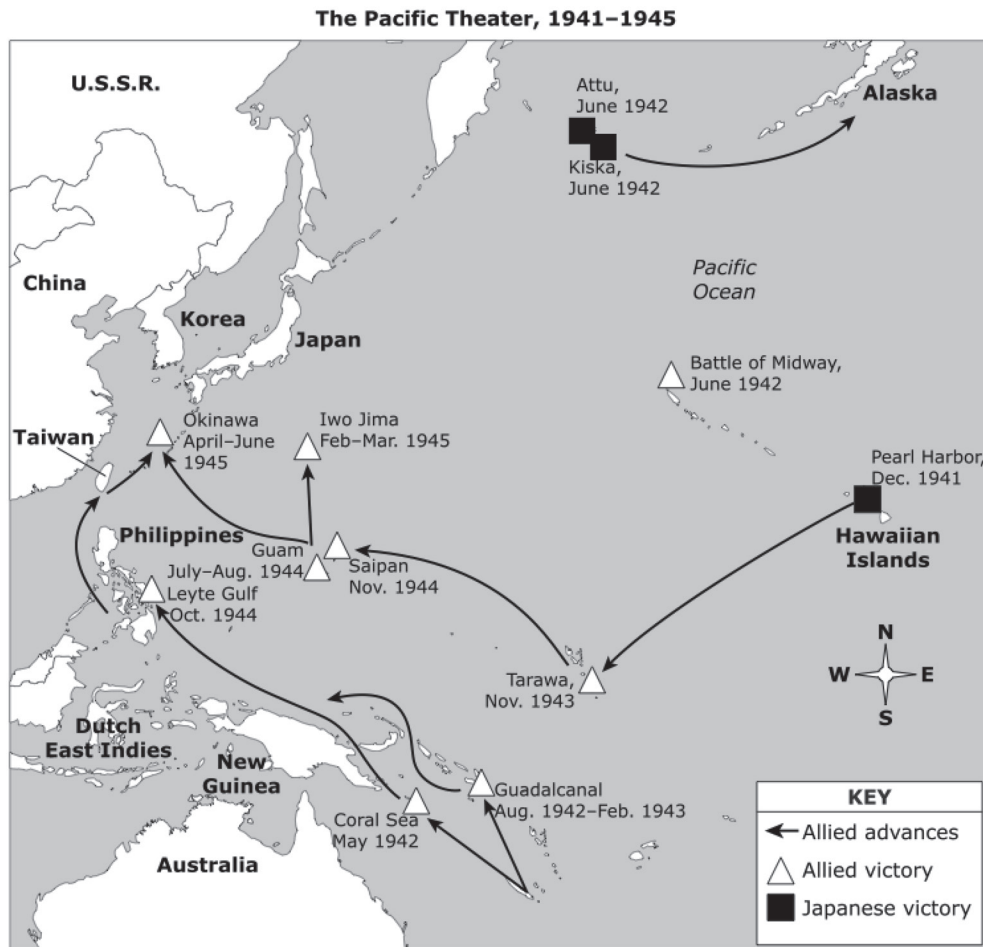 The Pacific Theater, 1941–1945
U.S.S.R.
Attu,
June 1942
Alaska
Kiska,
June 1942
China
Pacific
Ocean
Korea
Japan
Battle of Midway,
June 1942
Okinawa
April–June
1945
Iwo Jima
Feb–Mar. 1945
Taiwan
Pearl Harbor,
Dec. 1941
Hawaiian
Islands
Philippines
Guam
July–Aug. 1944
Saipan
Nov. 1944
Leyte Gulf
Oct. 1944
N
W
E
S
Tarawa,
Nov. 1943
Dutch
East Indies
New
Guinea
Guadalcanal
Aug. 1942–Feb. 1943
Coral Sea
May 1942
Australia
KEY
Allied advances
Allied victory
Japanese victory